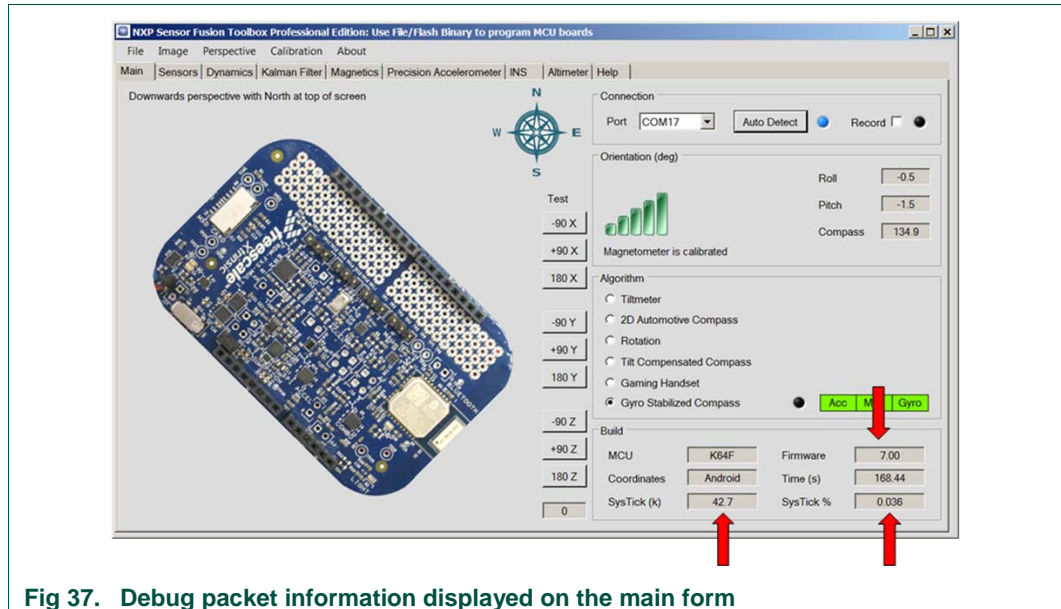 NXP Sensor Fusion Toolbox Professional Edition: Use File/Flash Binary to program MCU boards
File Image Perspective Calibration About
Main Sensors Dynamics Kalman Filter Magnetics Precision Accelerometer INS Altimeter Help
Downwards perspective with North at top of screen
N
W E
S
freescale
Xtrinsic
BLUETOOTH
LIGHT
Test
-90 X
+90 X
180 X
-90 Y
+90 Y
180 Y
-90 Z
+90 Z
180 Z
0
Connection
Port COM17 Auto Detect Record
Orientation (deg)
Roll -0.5
Pitch -1.5
Compass 134.9
Magnetometer is calibrated
Algorithm
Tiltmeter
2D Automotive Compass
Rotation
Tilt Compensated Compass
Gaming Handset
Gyro Stabilized Compass Acc Gyro
Build
MCU K64F Firmware 7.00
Coordinates Android Time (s) 168.44
SysTick (k) 42.7 SysTick % 0.036
Fig 37. Debug packet information displayed on the main form